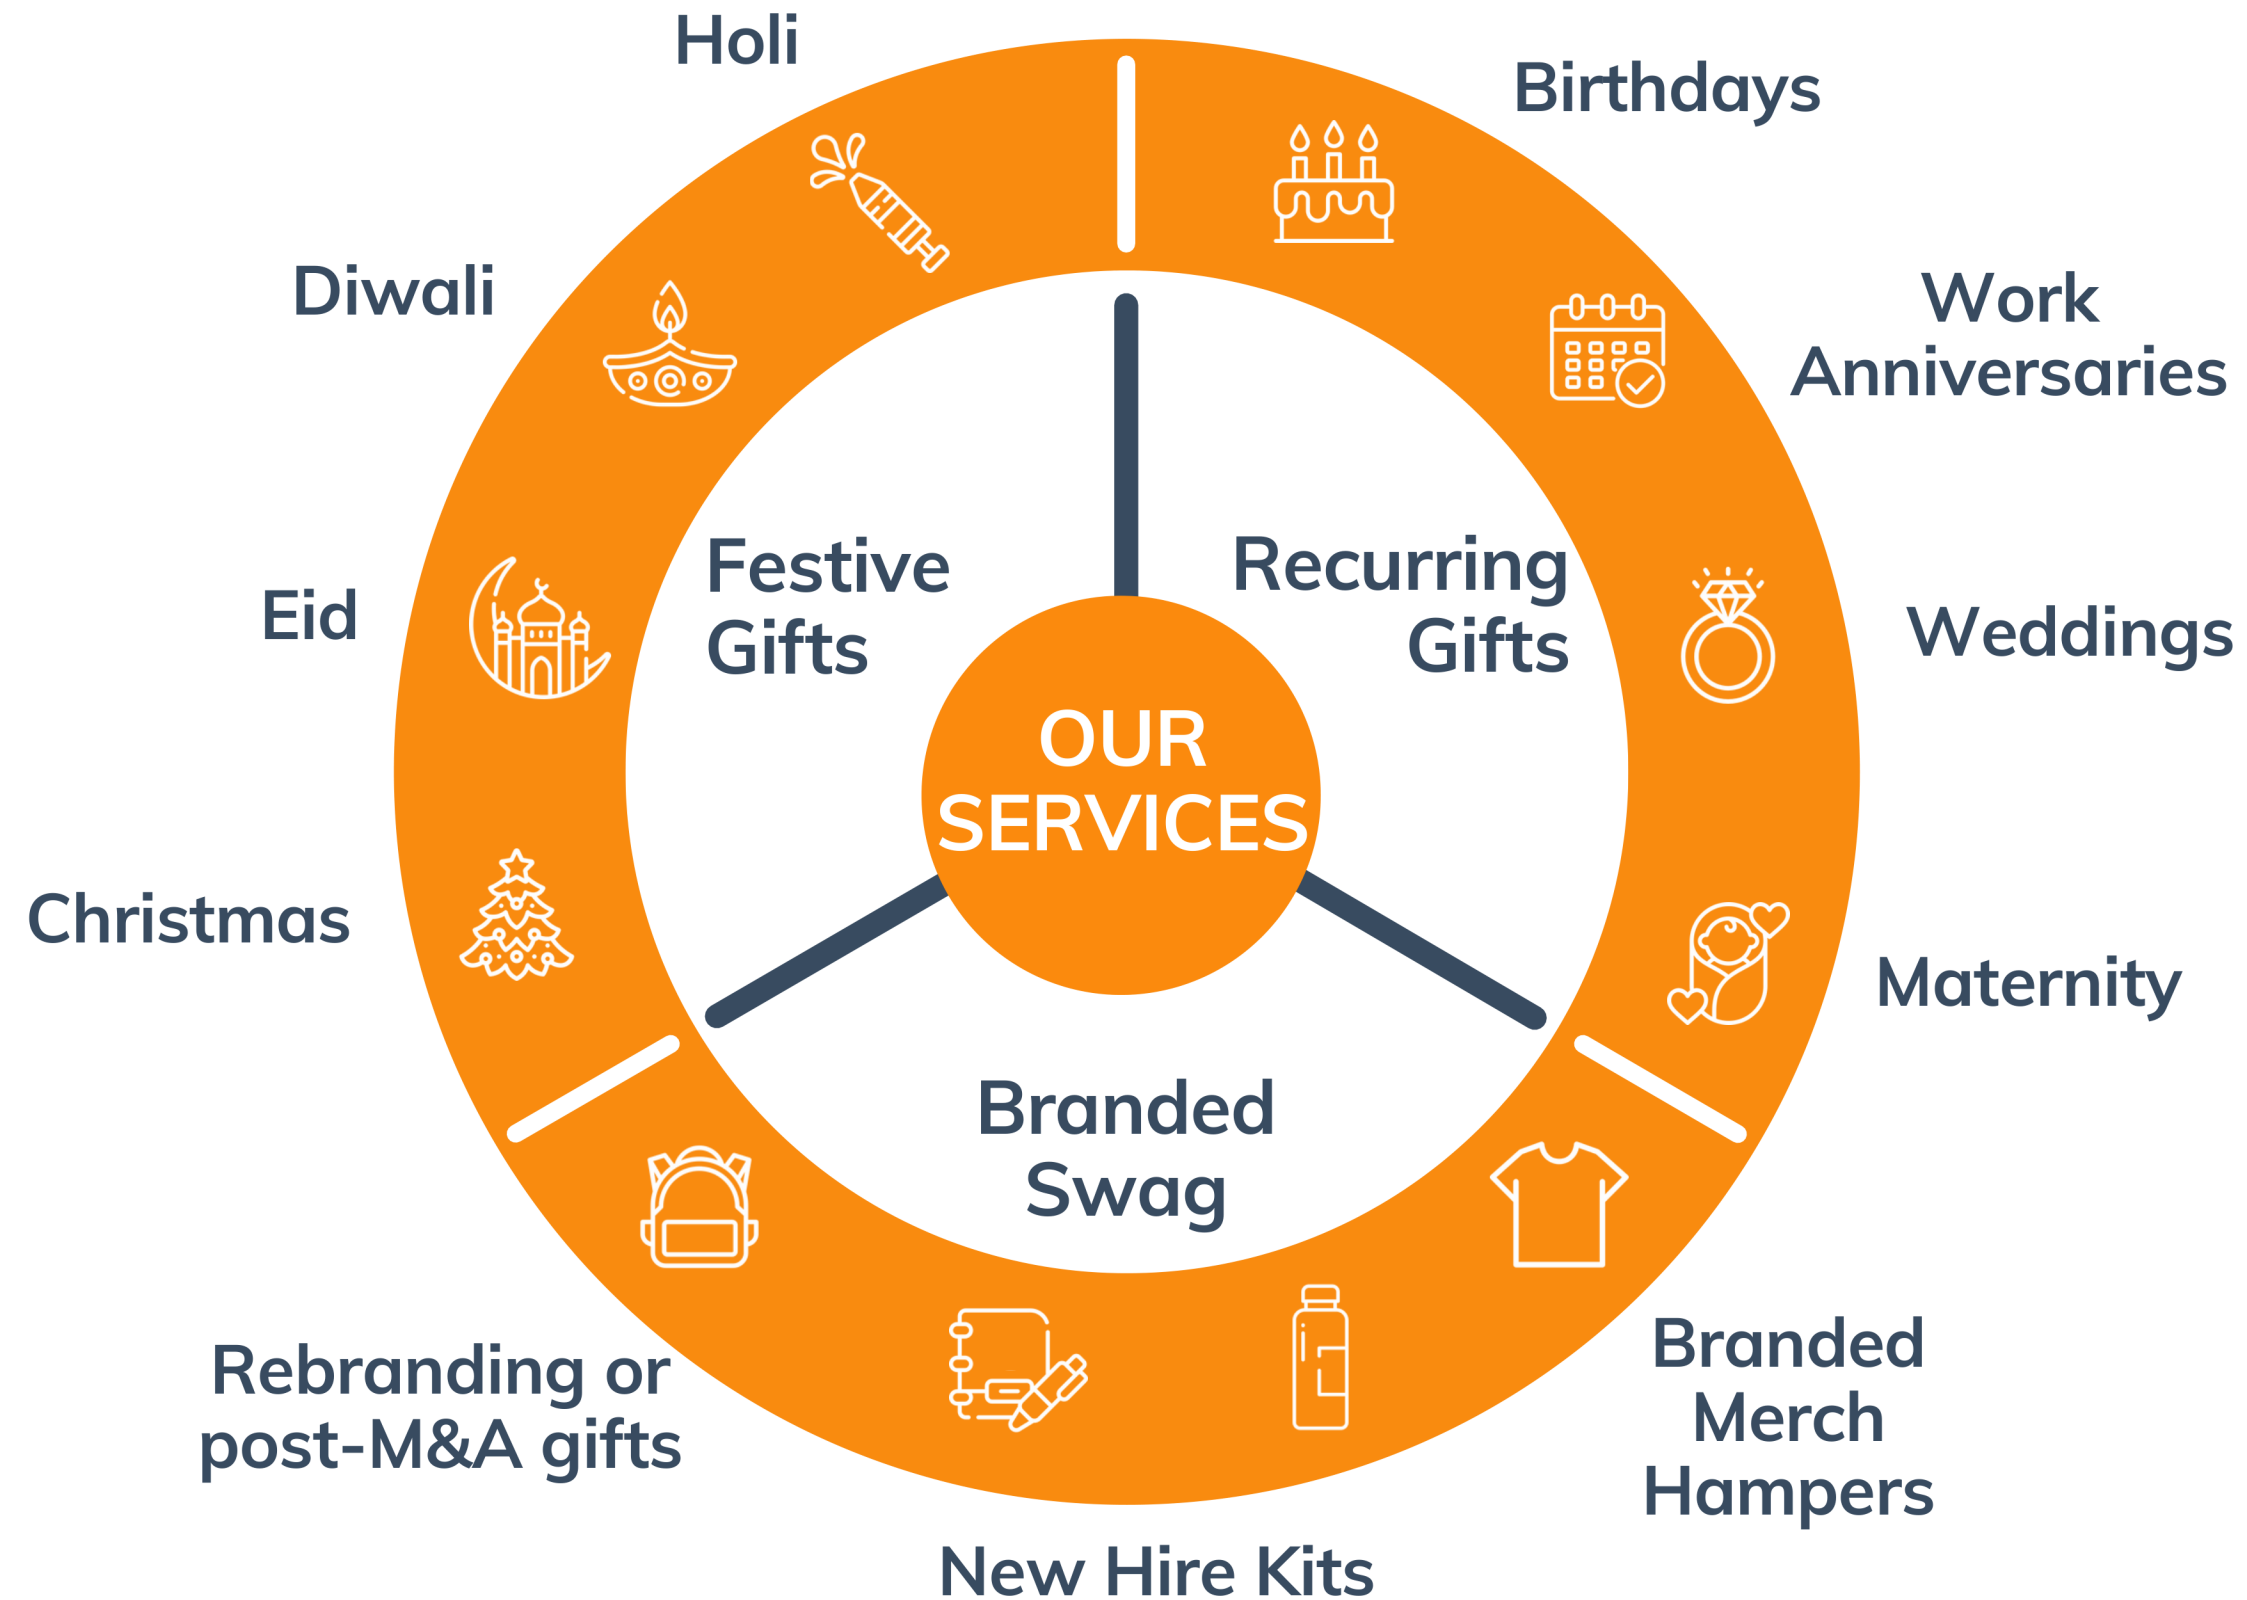 Holi
Birthdays
Diwali
Work
Anniversaries
Festive
Gifts
Recurring
Gifts
Eid
Weddings
OUR
SERVICES
Christmas
Maternity
Branded
Swag
Rebranding or
post-M&A gifts
Branded
Merch
Hampers
New Hire Kits